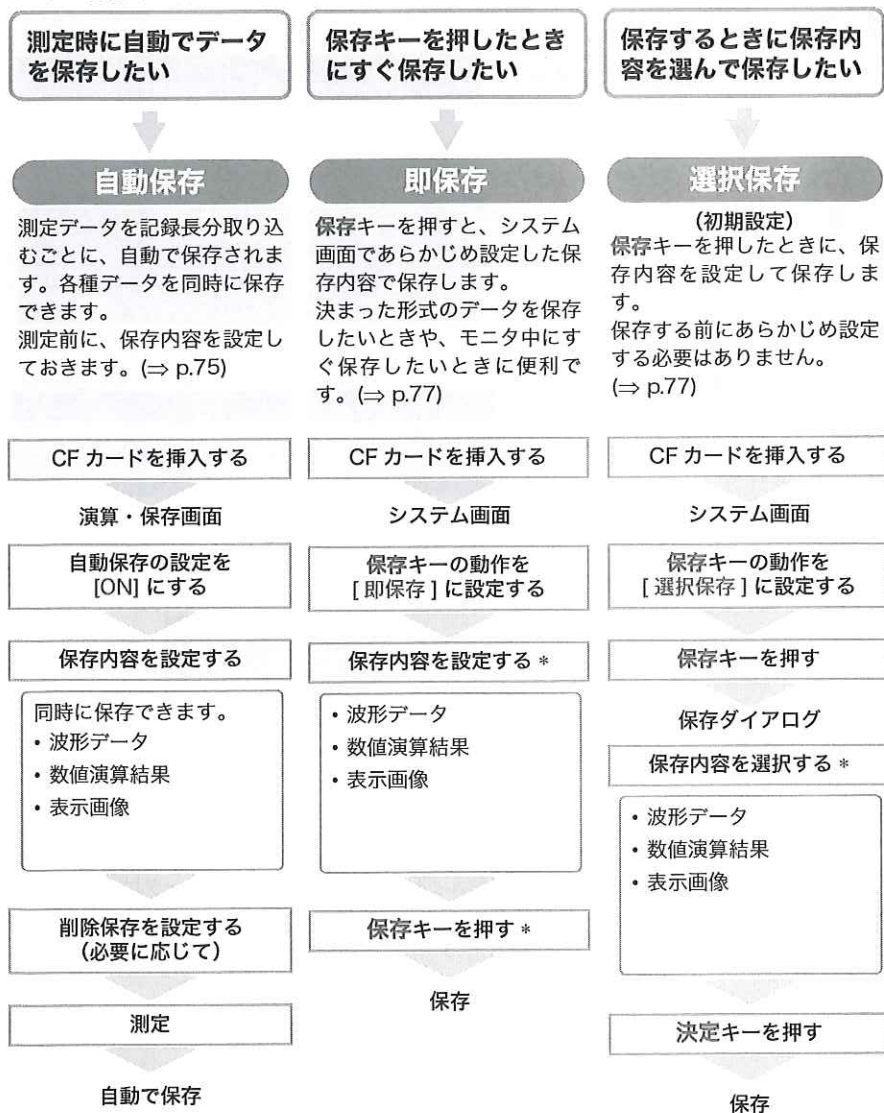 測定時に自動でデータ
を保存したい
自動保存
測定データを記録長分取り込
むごとに、自動で保存されま
す。各種データを同時に保存
できます。
測定前に、保存内容を設定し
ておきます。(⇒ p.75)
CF カードを挿入する
演算・保存画面
自動保存の設定を
[ON] にする
保存内容を設定する
同時に保存できます。
• 波形データ
• 数値演算結果
• 表示画像
削除保存を設定する
(必要に応じて)
測定
自動で保存
保存キーを押したとき
にすぐ保存したい
即保存
保存キーを押すと、システム
画面であらかじめ設定した保
存内容で保存します。
決まった形式のデータを保存
したいときや、モニタ中にす
ぐ保存したいときに便利で
す。(⇒ p.77)
CF カードを挿入する
システム画面
保存キーの動作を
[ 即保存 ] に設定する
保存内容を設定する *
• 波形データ
• 数値演算結果
• 表示画像
保存キーを押す *
保存
保存するときに保存内
容を選んで保存したい
選択保存
(初期設定)
保存キーを押したときに、保
存内容を設定して保存しま
す。
保存する前にあらかじめ設定
する必要はありません。
(⇒ p.77)
CF カードを挿入する
システム画面
保存キーの動作を
[ 選択保存 ] に設定する
保存キーを押す
保存ダイアログ
保存内容を選択する *
• 波形データ
• 数値演算結果
• 表示画像
決定キーを押す
保存